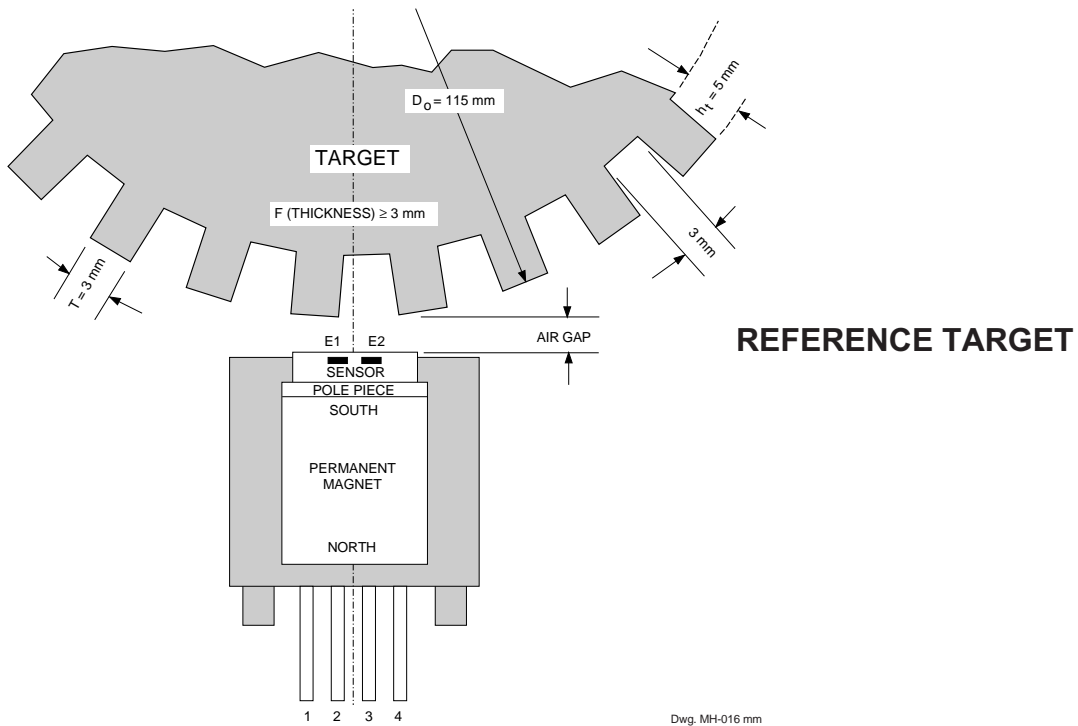 hₜ = 5 mm
Dₒ = 115 mm
TARGET
F (THICKNESS) ≥ 3 mm
3 mm
T = 3 mm
AIR GAP
REFERENCE TARGET
E1 E2
SENSOR
POLE PIECE
SOUTH
PERMANENT
MAGNET
NORTH
1 2 3 4
Dwg. MH-016 mm